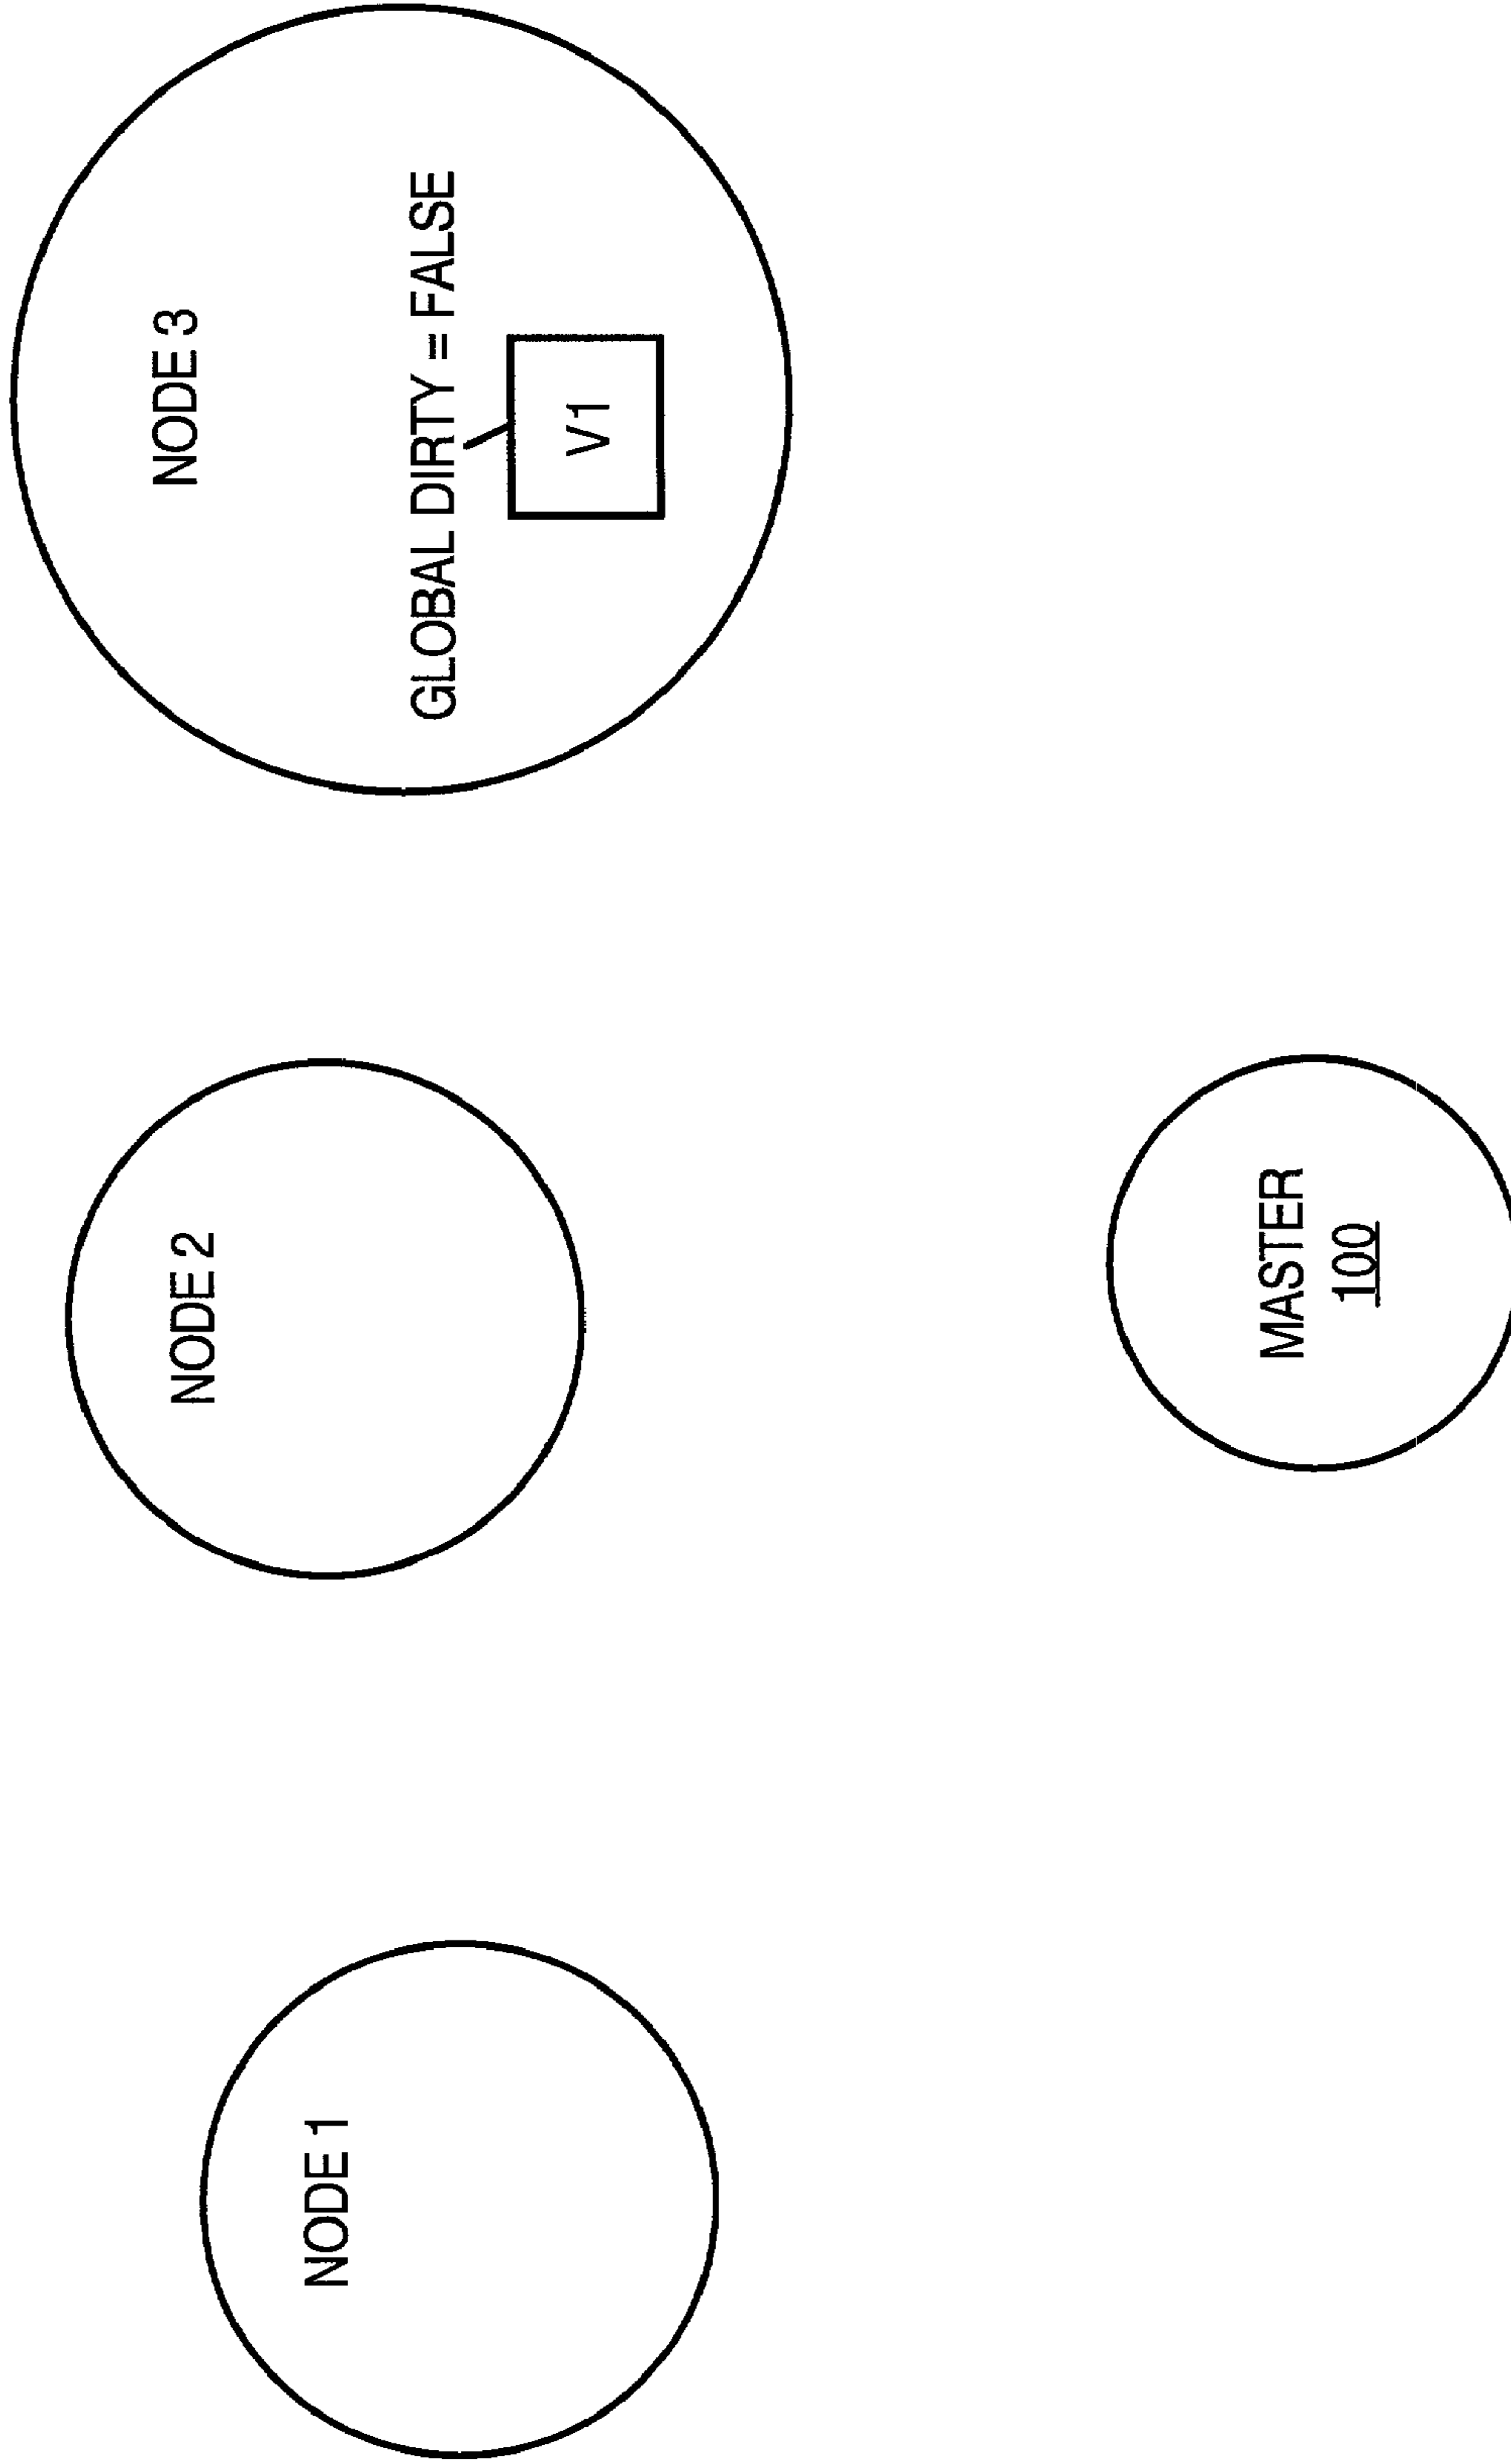 NODE 1
NODE 2
NODE 3
GLOBAL DIRTY = FALSE
V1
MASTER
100